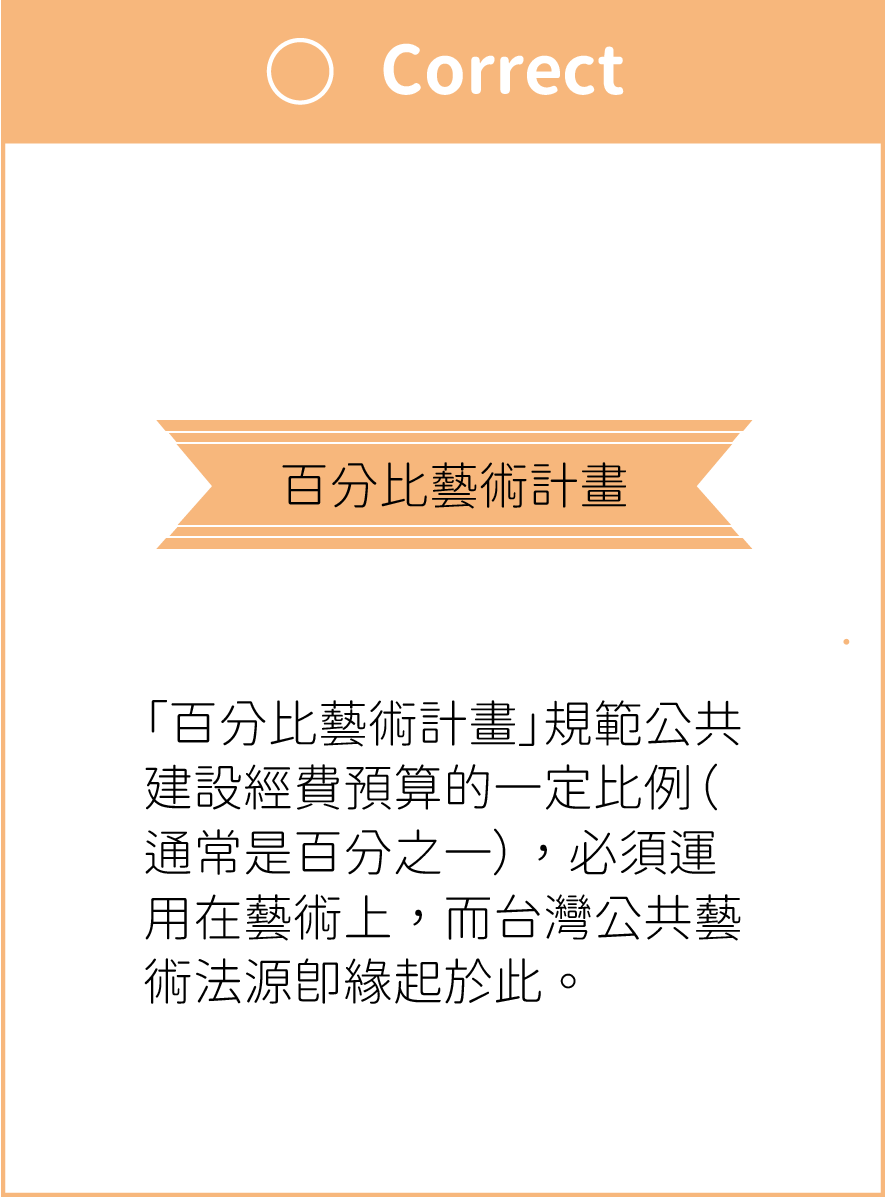 Correct
百分比藝術計畫
「百分比藝術計畫」規範公共
建設經費預算的一定比例(
通常是百分之一),必須運
用在藝術上,而台灣公共藝
術法源即緣起於此。